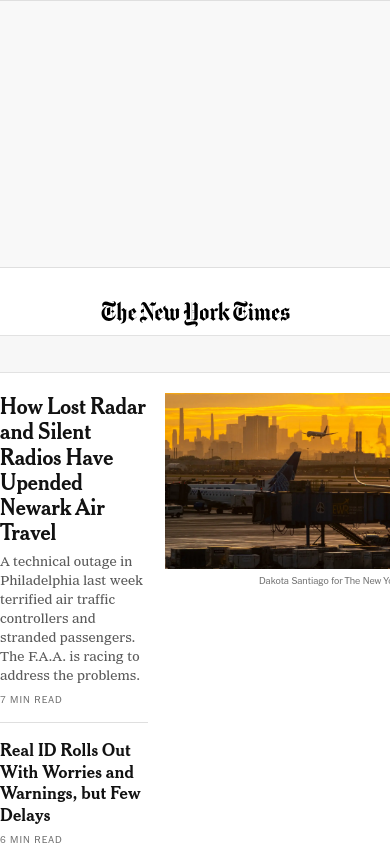 The New York Times
How Lost Radar
and Silent
Radios Have
Upended
Newark Air
Travel
A technical outage in
Philadelphia last week
terrified air traffic
controllers and
stranded passengers.
The F.A.A. is racing to
address the problems.
7 MIN READ
Dakota Santiago for The New Yo
Real ID Rolls Out
With Worries and
Warnings, but Few
Delays
6 MIN READ